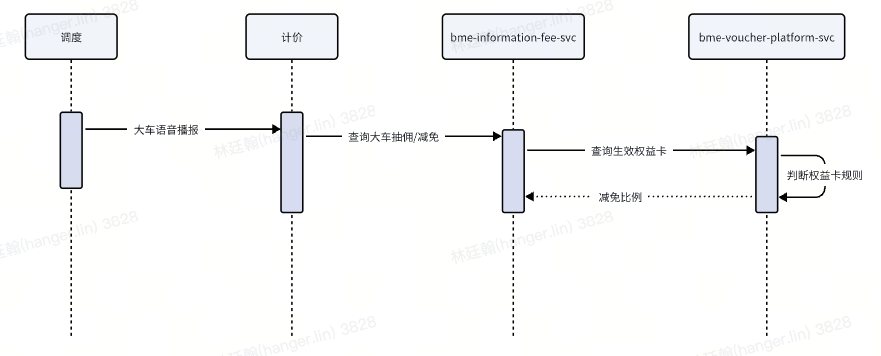 调度
计价
bme-information-fee-svc
bme-voucher-platform-svc
大车语音播报
查询大车抽佣/减免
查询生效权益卡
判断权益卡规则
减免比例
林廷翰(hanger.lin) 3828